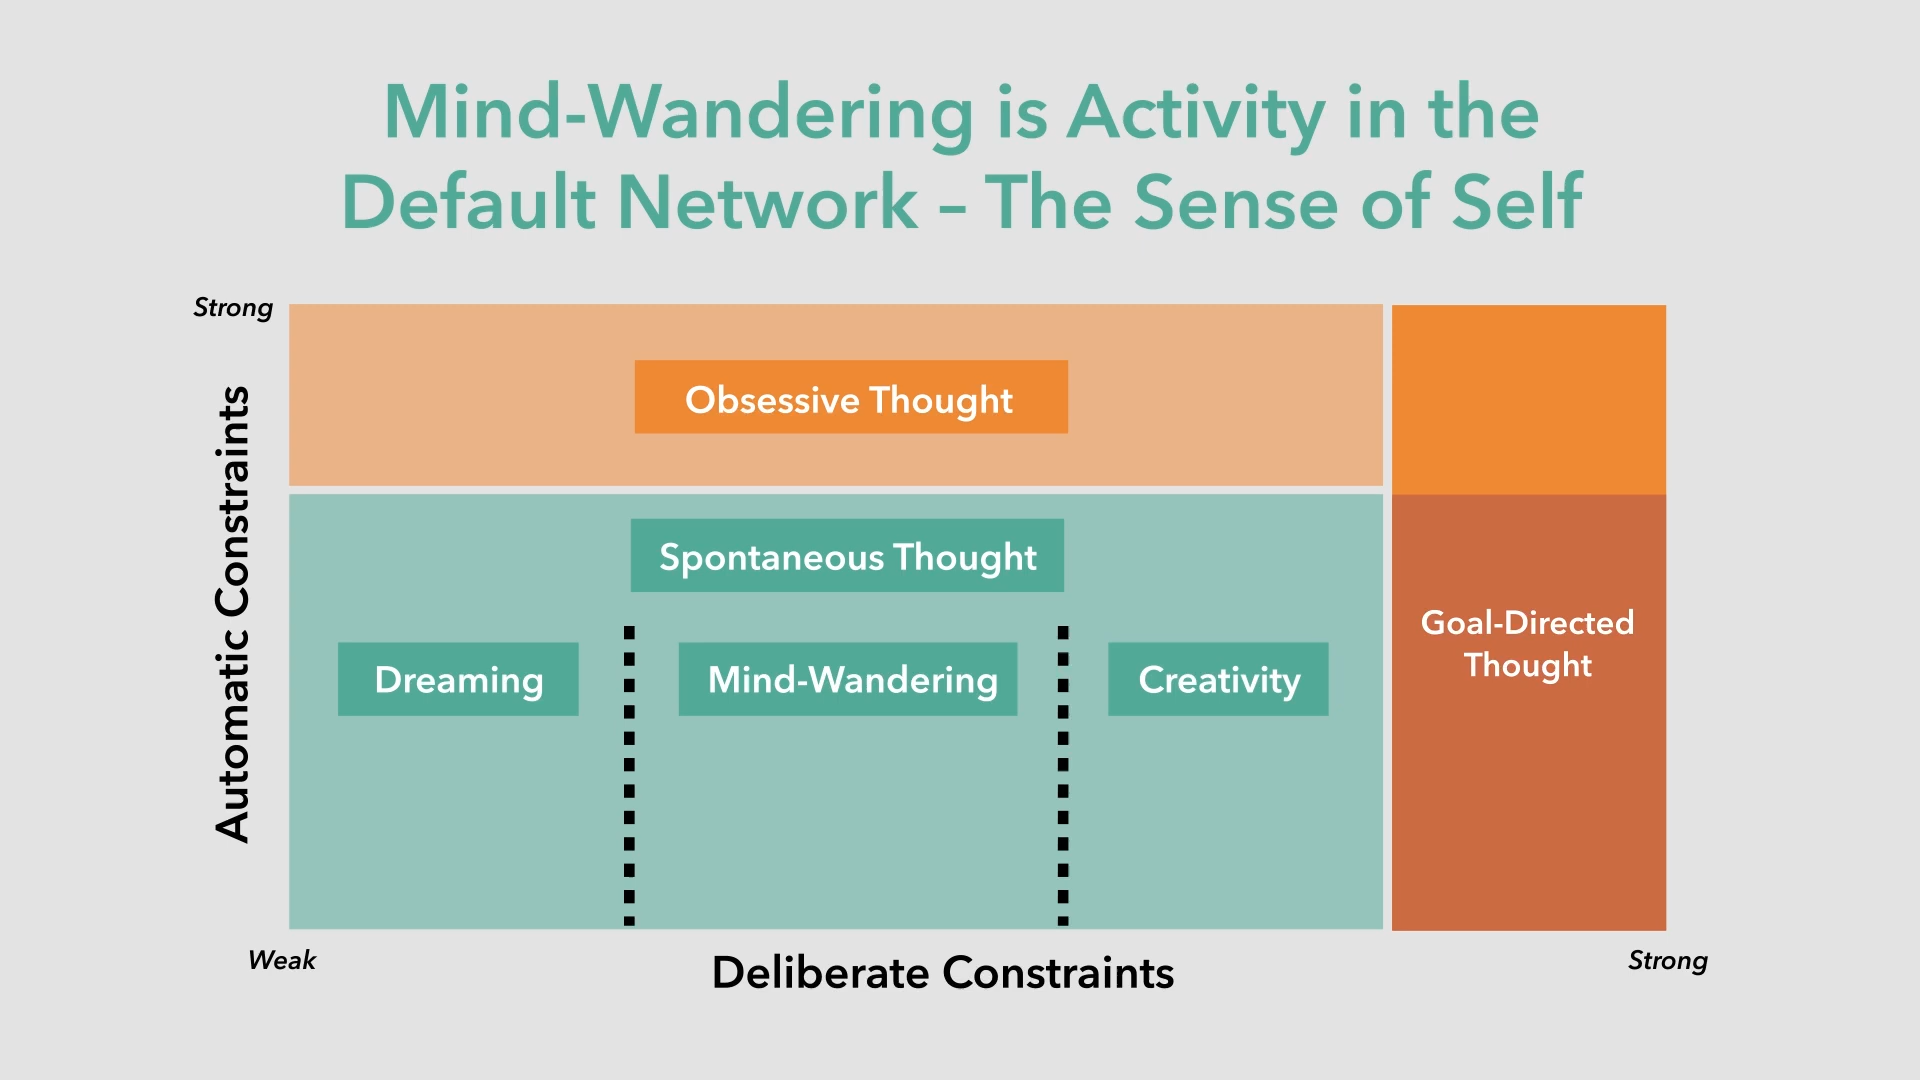 Mind-Wandering is Activity in the
Default Network – The Sense of Self
Strong
Automatic Constraints
Obsessive Thought
Spontaneous Thought
Dreaming
Mind-Wandering
Creativity
Goal-Directed
Thought
Weak
Deliberate Constraints
Strong